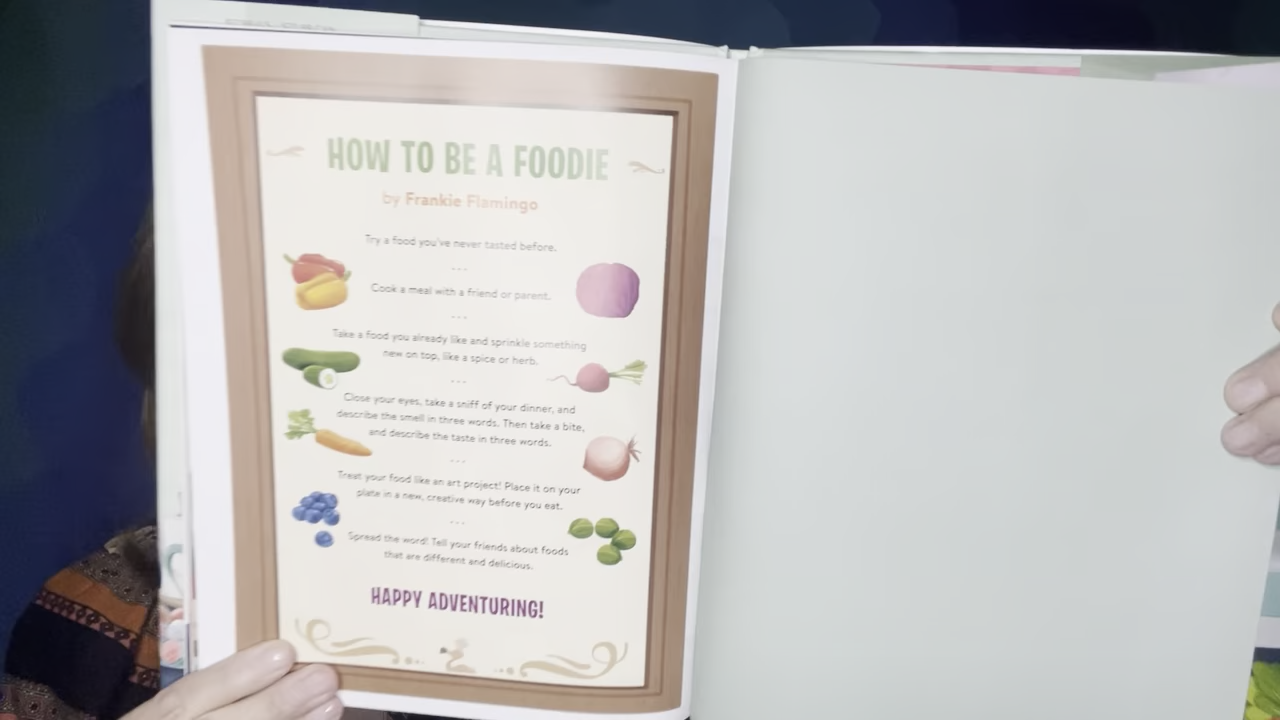 HOW TO BE A FOODIE
by Frankie Flamingo
Try a food you've never tasted before.
Cook a meal with a friend or parent.
Take a food you already like and sprinkle something
new on top, like a spice or herb.
Close your eyes, take a sniff of your dinner, and
describe the smell in three words. Then take a bite,
and describe the taste in three words.
Treat your food like an art project! Place it on your
plate in a new, creative way before you eat.
Spread the word! Tell your friends about foods
that are different and delicious.
HAPPY ADVENTURING!